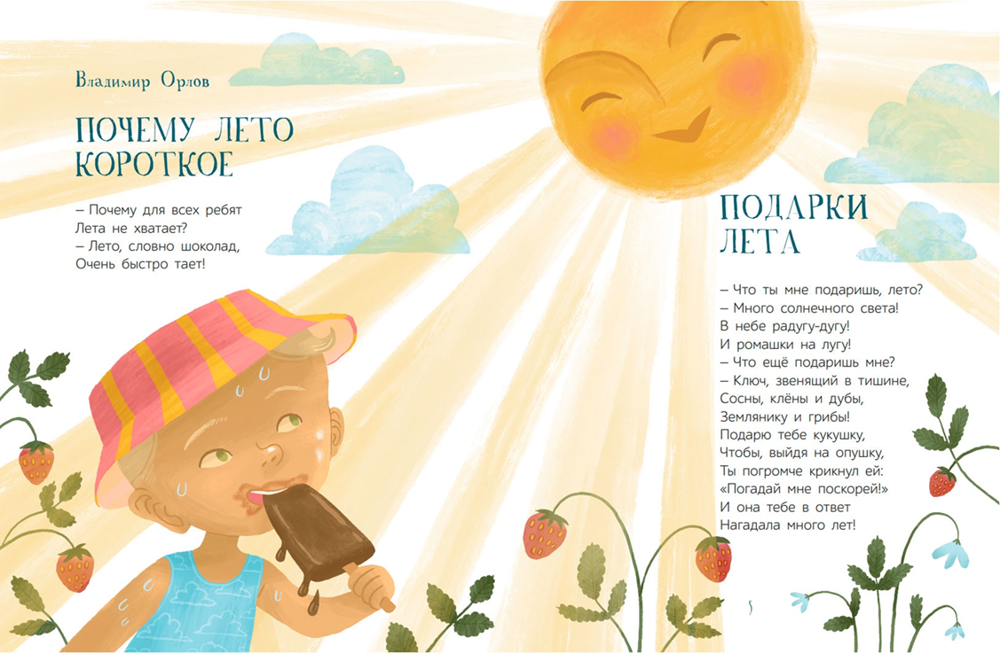 Владимир Орлов
ПОЧЕМУ ЛЕТО
КОРОТКОЕ
– Почему для всех ребят
Лета не хватает?
– Лето, словно шоколад,
Очень быстро тает!
ПОДАРКИ
ЛЕТА
– Что ты мне подаришь, лето?
– Много солнечного света!
В небе радугу-дугу!
И ромашки на лугу!
– Что ещё подаришь мне?
– Ключ, звенящий в тишине,
Сосны, клёны и дубы,
Землянику и грибы!
Подарю тебе кукушку,
Чтобы, выйдя на опушку,
Ты погромче крикнул ей:
«Погадай мне поскорей!»
И она тебе в ответ
Нагадала много лет!